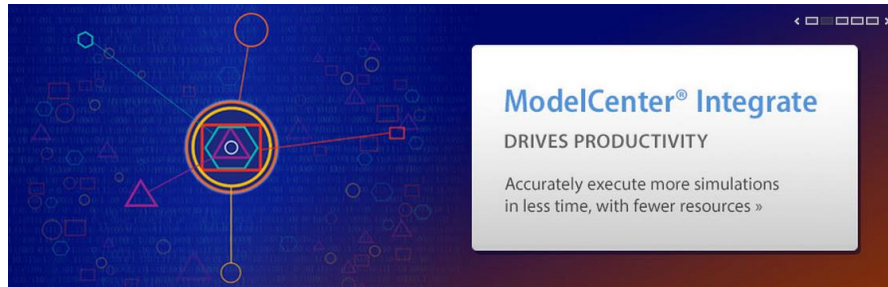 ModelCenter® Integrate
DRIVES PRODUCTIVITY
Accurately execute more simulations
in less time, with fewer resources »